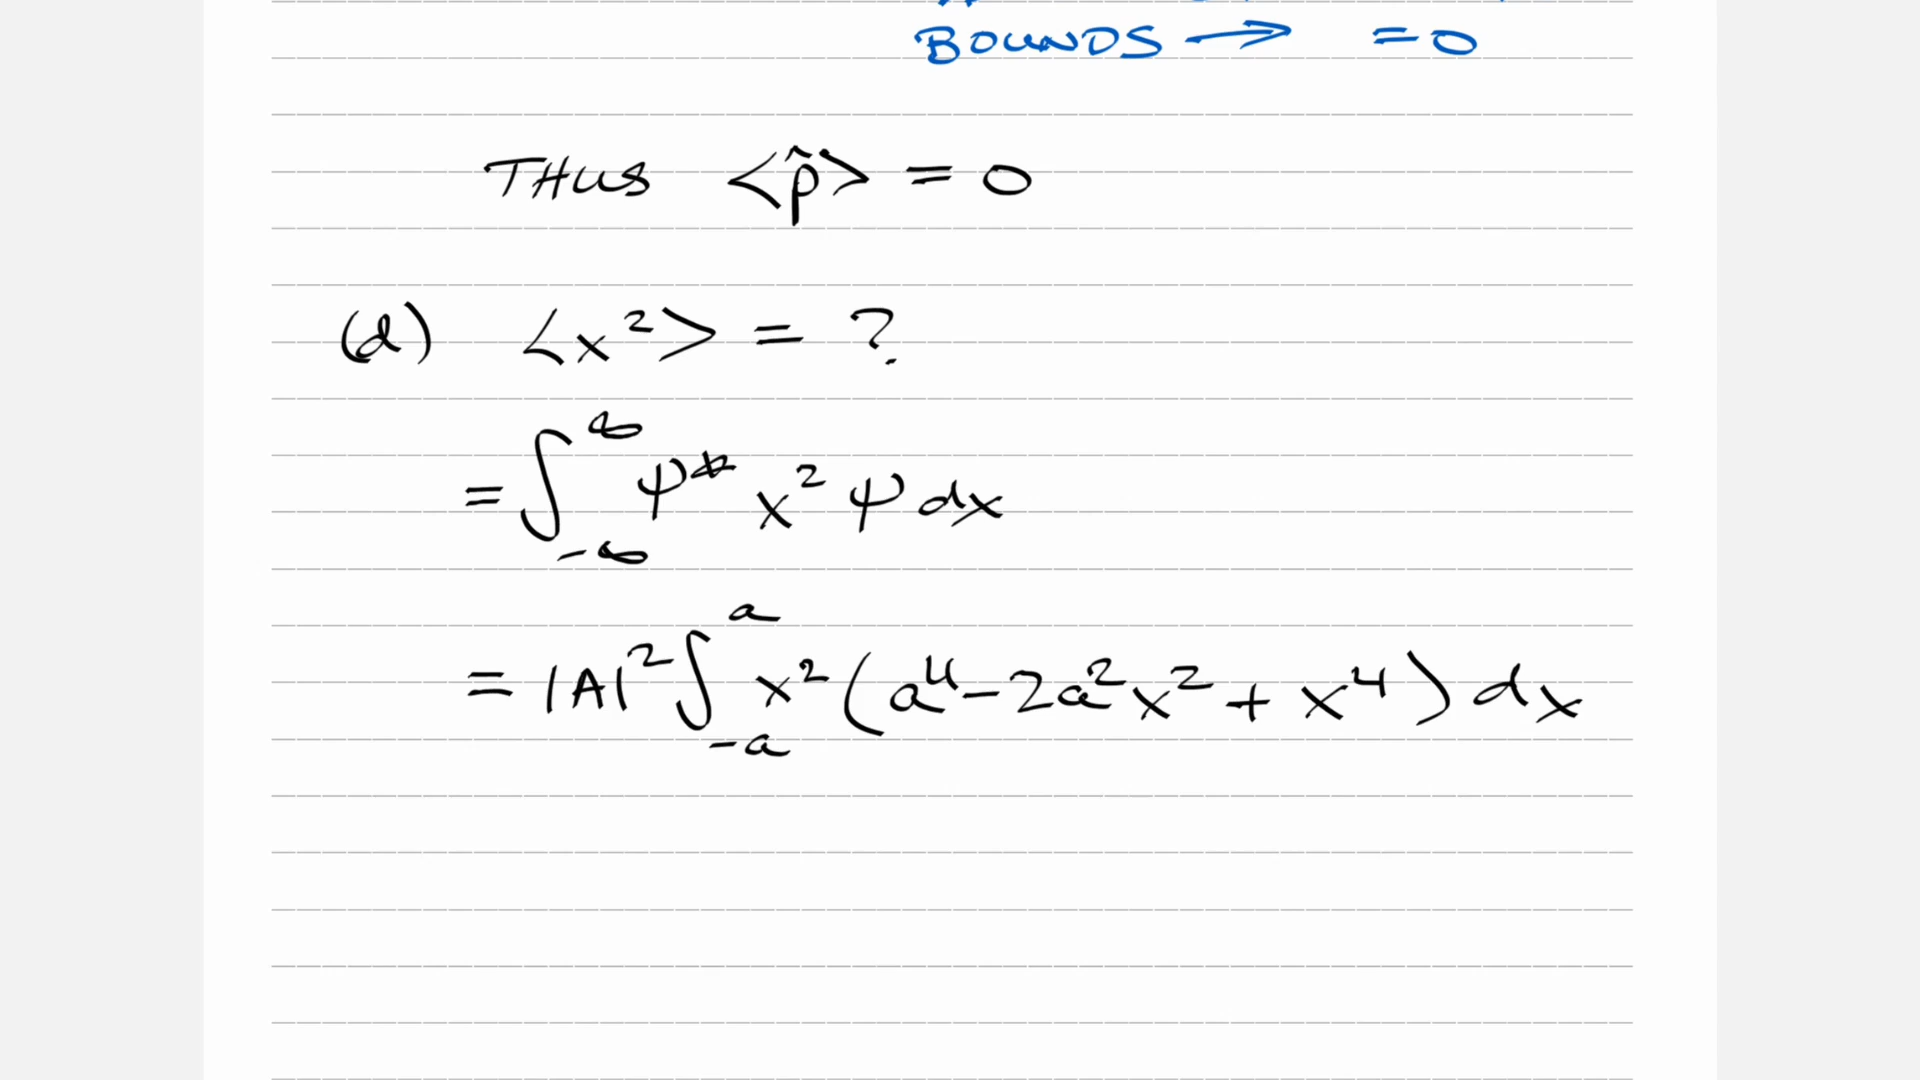 BOUNDS → = 0
THUS <p̂> = 0
(d) <x²> = ?
= ∫_{-∞}^{∞} ψ* x² ψ dx
= |A|² ∫_{-a}^{a} x² (a⁴ - 2a²x² + x⁴) dx